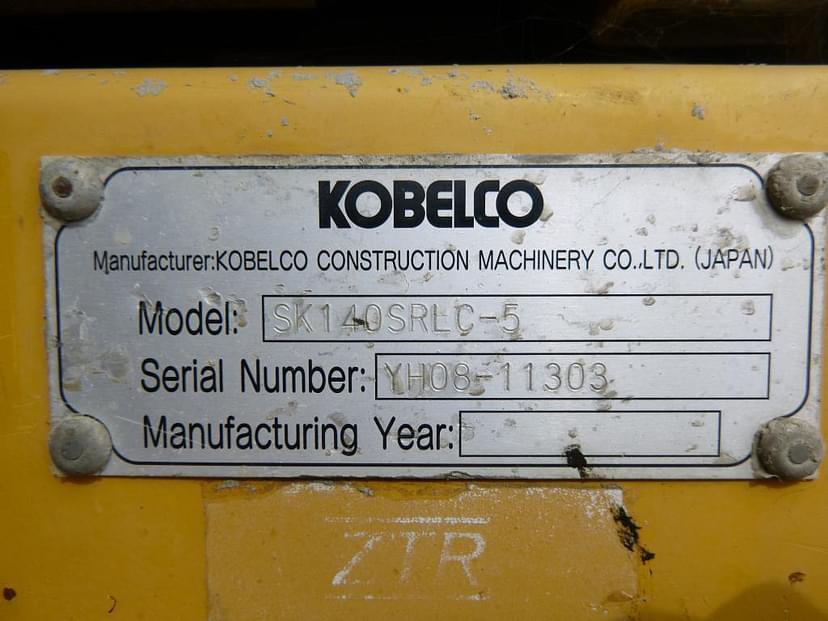 KOBELCO
Manufacturer:KOBELCO CONSTRUCTION MACHINERY CO.,LTD. (JAPAN)
Model: SK140SRLC-5
Serial Number: YH08-11303
Manufacturing Year:
ZTR